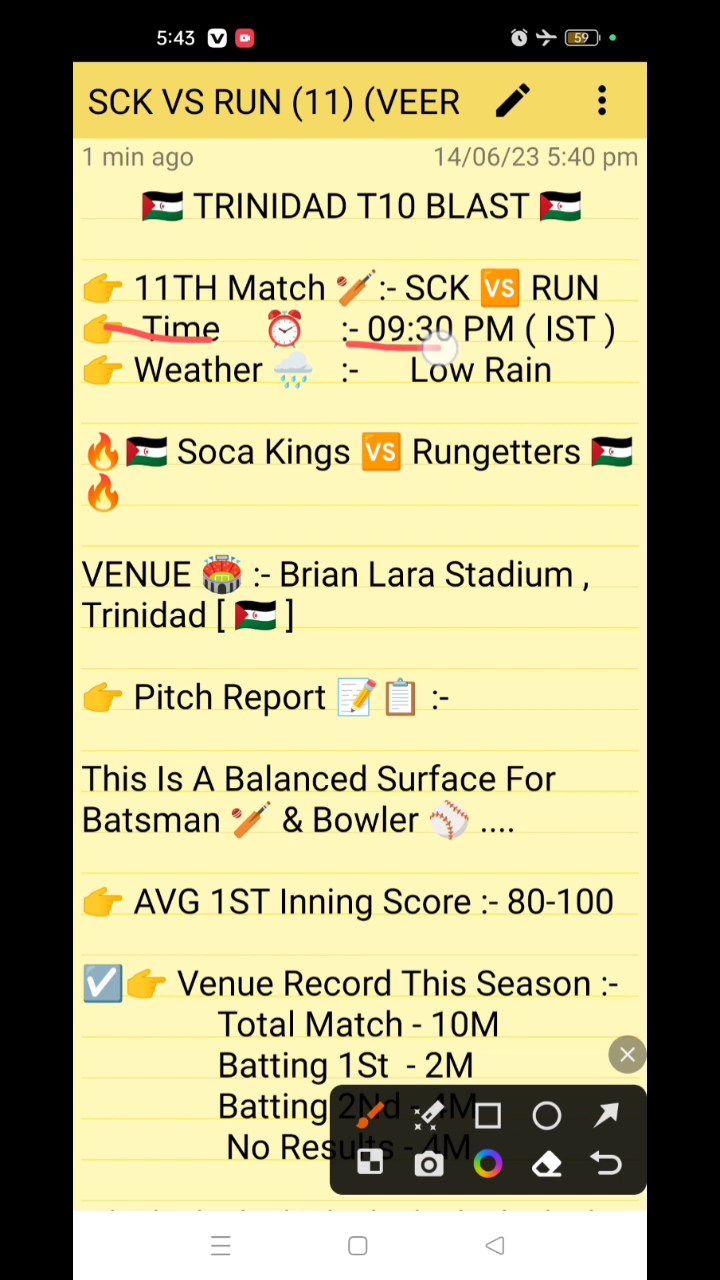 5:43
59
SCK VS RUN (11) (VEER
1 min ago 14/06/23 5:40 pm
🇪🇭 TRINIDAD T10 BLAST 🇪🇭
👉 11TH Match 🏏:- SCK 🆚 RUN
👉 Time ⏰ :- 09:30 PM ( IST )
👉 Weather 🌧️ :- Low Rain
🔥🇪🇭 Soca Kings 🆚 Rungetters 🇪🇭
🔥
VENUE 🏟️ :- Brian Lara Stadium ,
Trinidad [ 🇪🇭 ]
👉 Pitch Report 📝📋 :-
This Is A Balanced Surface For
Batsman 🏏 & Bowler ⚾ ....
👉 AVG 1ST Inning Score :- 80-100
☑️👉 Venue Record This Season :-
Total Match - 10M
Batting 1St - 2M
Batting 2Nd - 4M
No Results - 4M